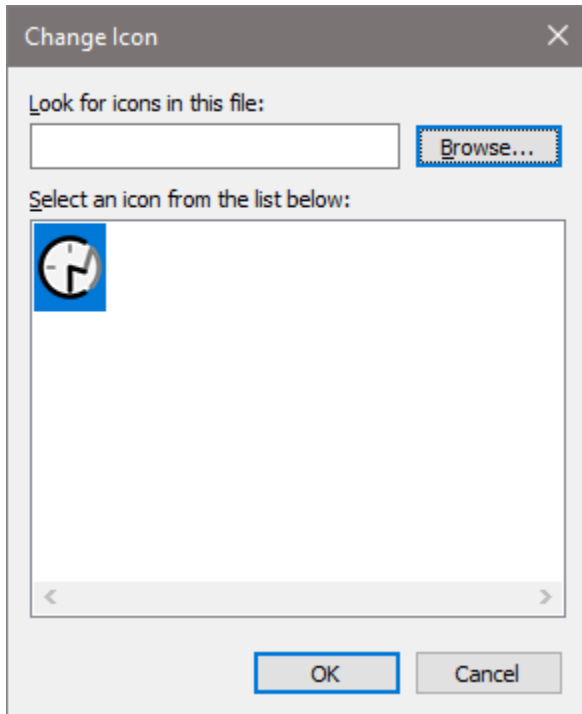 Change Icon
Look for icons in this file:
Browse...
Select an icon from the list below:
OK
Cancel